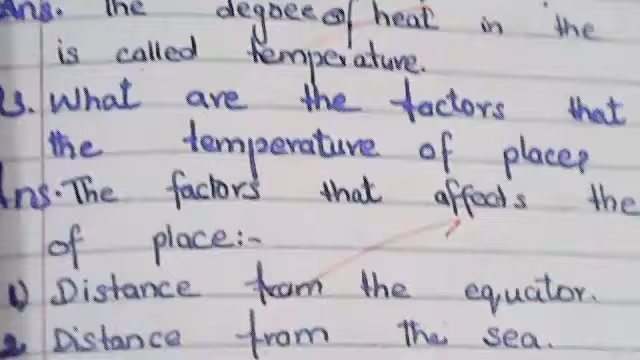 Ans. The degree of heat in the
is called temperature.
3. What are the factors that
the temperature of place?
Ans. The factors that affects the
of place:-
1) Distance from the equator.
2. Distance from the sea.